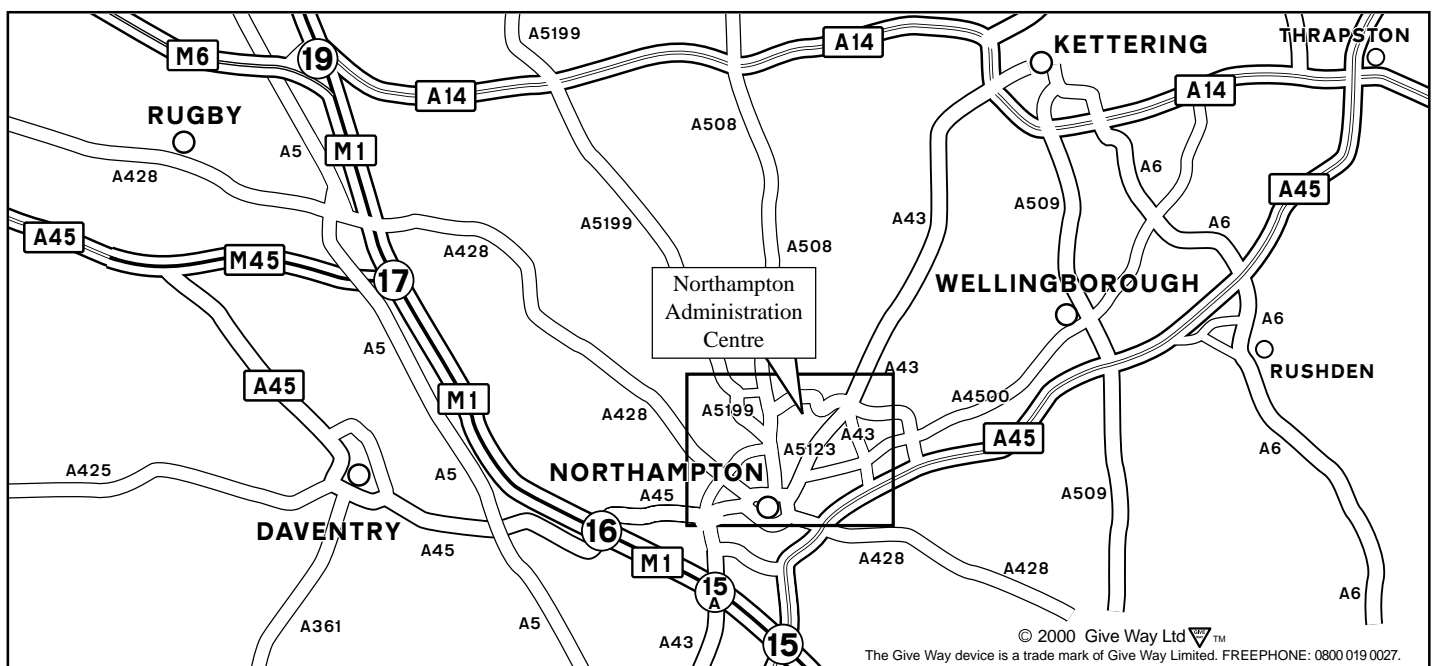 A5199
M6
19
A14
A14
KETTERING
THRAPSTON
A14
RUGBY
A5
M1
A508
A428
A6
A45
A509
A5199
A43
A6
A45
M45
A428
A508
17
Northampton
Administration
Centre
WELLINGBOROUGH
A6
A5
RUSHDEN
A43
A45
M1
A428
A5199
A4500
A43
A45
A5123
A6
A425
A5
NORTHAMPTON
A45
A509
DAVENTRY
16
A45
M1
A428
A428
15
A
A6
A361
A5
A43
15
© 2000 Give Way Ltd GIVE WAY TM
The Give Way device is a trade mark of Give Way Limited. FREEPHONE: 0800 019 0027.